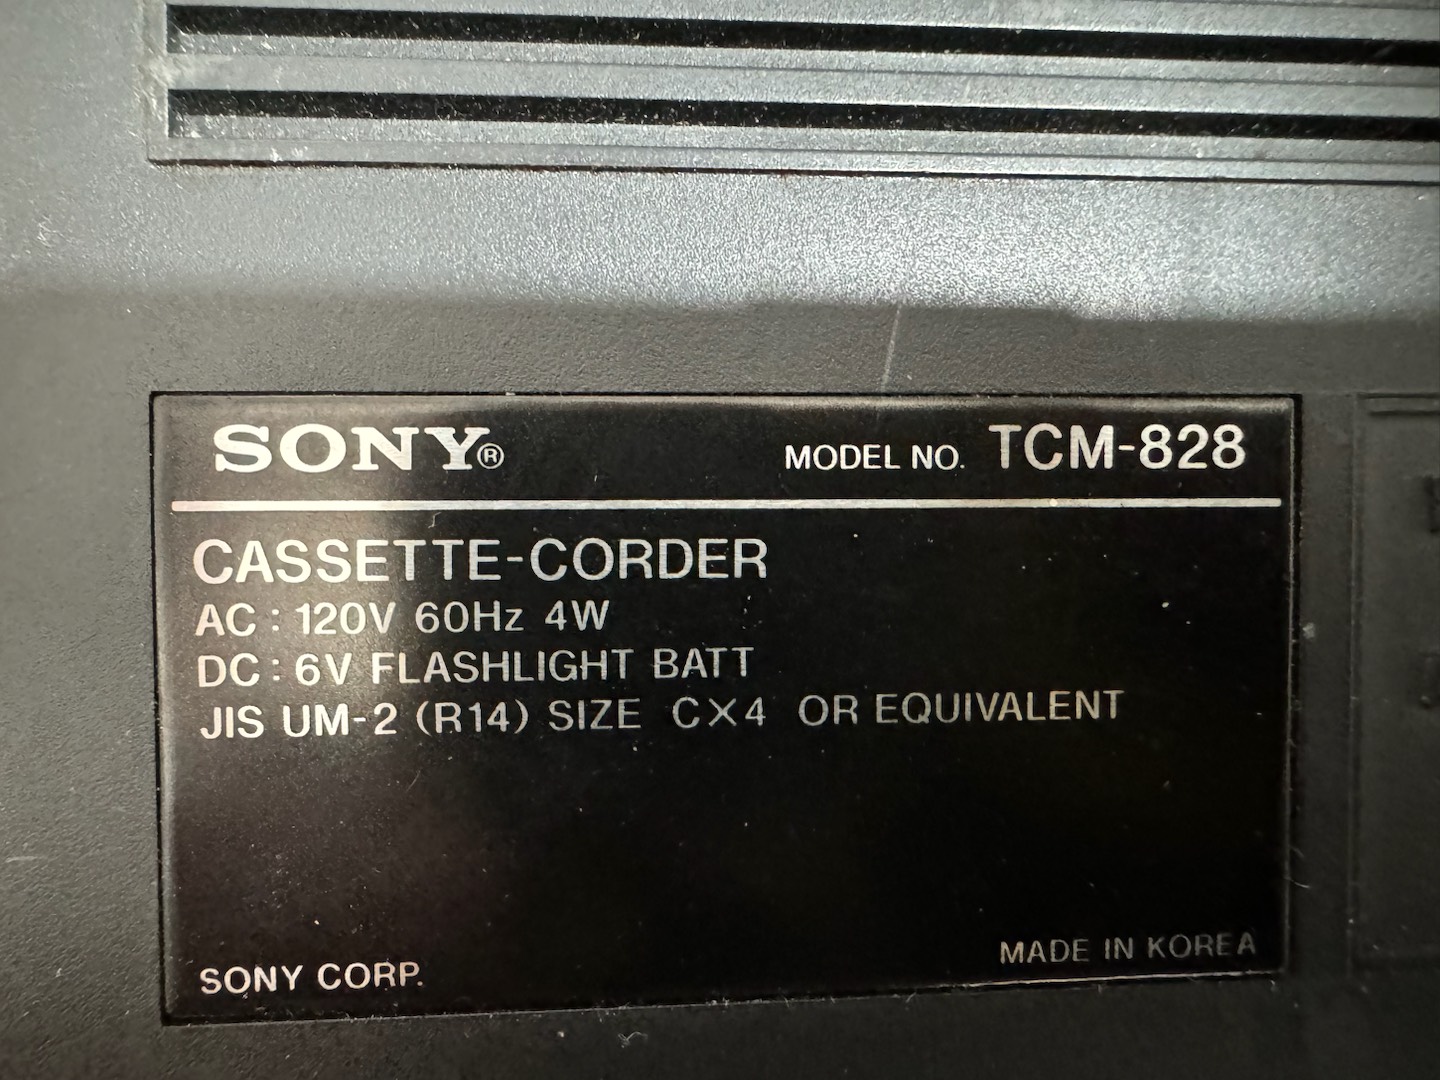 SONY®
MODEL NO. TCM-828
CASSETTE-CORDER
AC : 120V 60Hz 4W
DC : 6V FLASHLIGHT BATT
JIS UM-2 (R14) SIZE CX4 OR EQUIVALENT
SONY CORP.
MADE IN KOREA